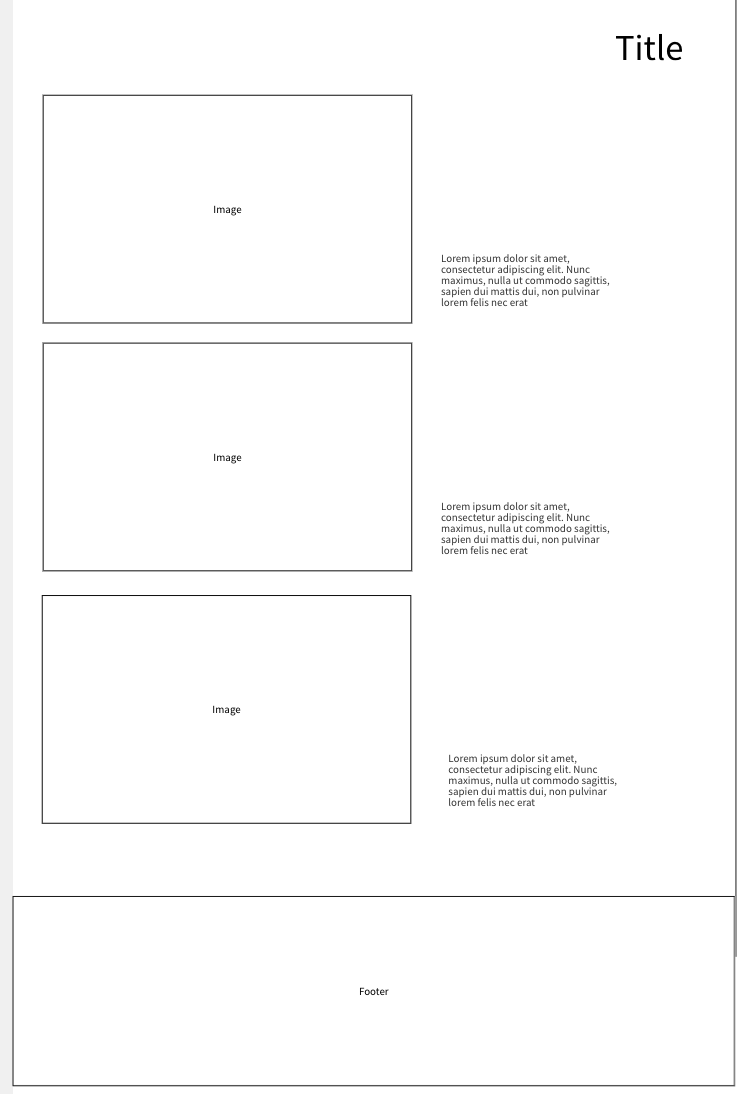 Title
Image
Lorem ipsum dolor sit amet,
consectetur adipiscing elit. Nunc
maximus, nulla ut commodo sagittis,
sapien dui mattis dui, non pulvinar
lorem felis nec erat
Image
Lorem ipsum dolor sit amet,
consectetur adipiscing elit. Nunc
maximus, nulla ut commodo sagittis,
sapien dui mattis dui, non pulvinar
lorem felis nec erat
Image
Lorem ipsum dolor sit amet,
consectetur adipiscing elit. Nunc
maximus, nulla ut commodo sagittis,
sapien dui mattis dui, non pulvinar
lorem felis nec erat
Footer